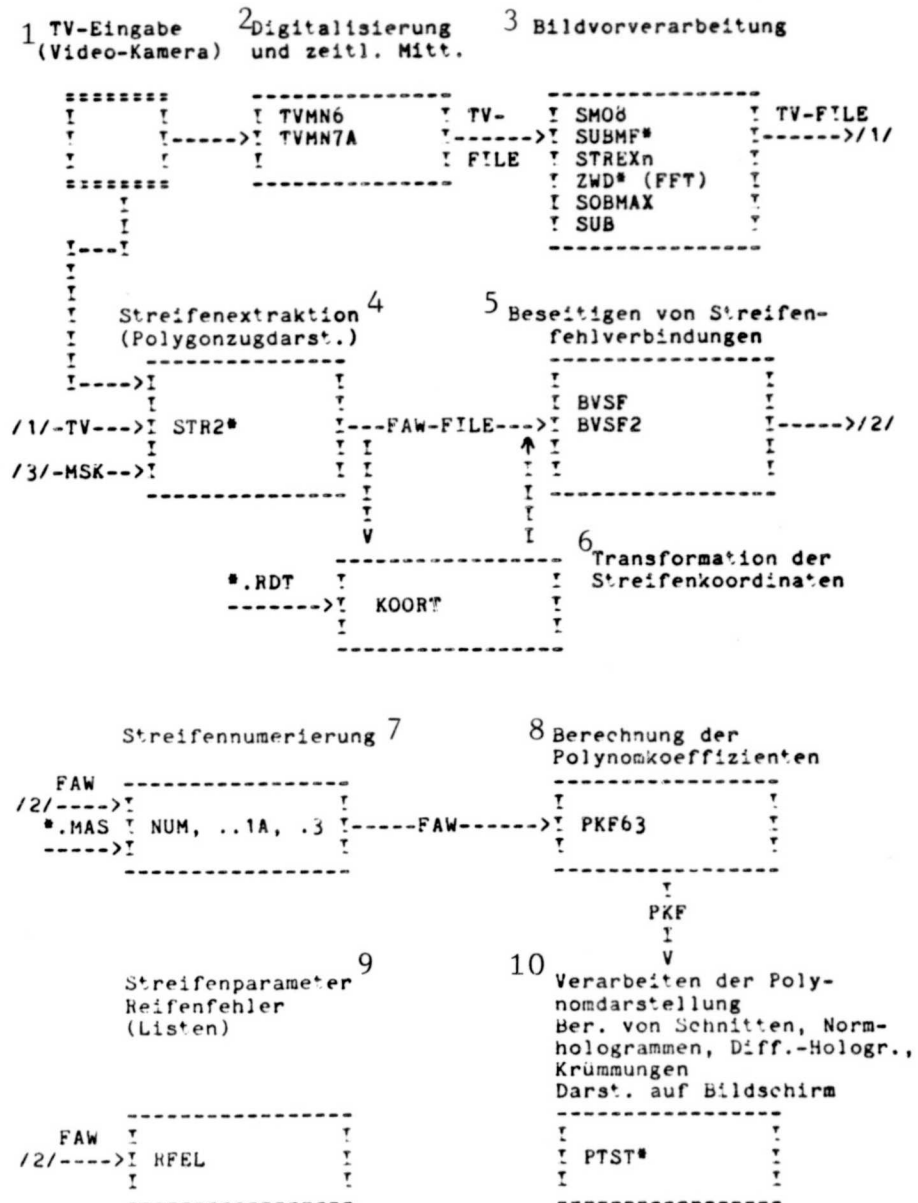 1 TV-Eingabe
(Video-Kamera)
2 Digitalisierung
und zeitl. Mitt.
3 Bildvorverarbeitung
TVMN6
TVMN7A
TV-
FILE
SMO8
SUBMF*
STREXn
ZWD* (FFT)
SOBMAX
SUB
TV-FILE
/1/
Streifenextraktion 4
(Polygonzugdarst.)
5 Beseitigen von Streifen-
fehlverbindungen
/1/-TV--->
STR2*
---FAW-FILE--->
BVSF
BVSF2
----->/2/
/3/-MSK-->
6
Transformation der
Streifenkoordinaten
*.RDT
KOORT
Streifennumerierung 7
8 Berechnung der
Polynomkoeffizienten
FAW
/2/---->
*.MAS
NUM, ..1A, .3
-----FAW------>
PKF63
PKF
9
Streifenparameter
Reifenfehler
(Listen)
10
Verarbeiten der Poly-
nomdarstellung
Ber. von Schnitten, Norm-
hologrammen, Diff.-Hologr.,
Krümmungen
Darst. auf Bildschirm
FAW
/2/---->
RFEL
PTST*